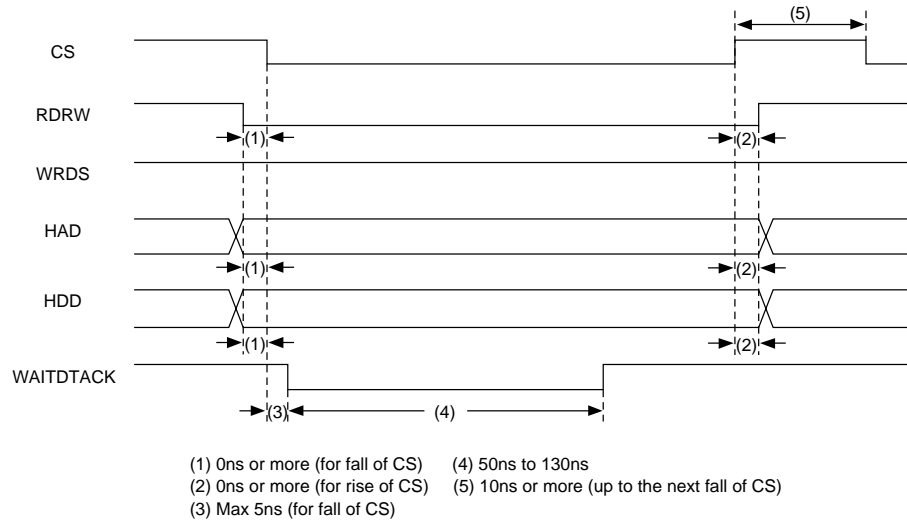 (5)
CS
RDRW
(1) (2)
WRDS
HAD
(1) (2)
HDD
(1) (2)
WAITDTACK
(3) (4)
(1) 0ns or more (for fall of CS) (4) 50ns to 130ns
(2) 0ns or more (for rise of CS) (5) 10ns or more (up to the next fall of CS)
(3) Max 5ns (for fall of CS)